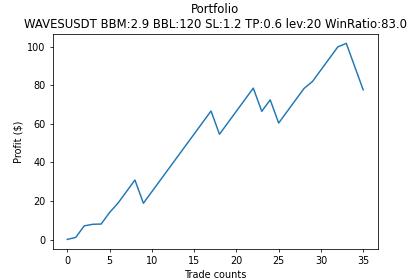 Portfolio
WAVESUSDT BBM:2.9 BBL:120 SL:1.2 TP:0.6 lev:20 WinRatio:83.0
100
80
60
40
20
0
Profit ($)
0 5 10 15 20 25 30 35
Trade counts